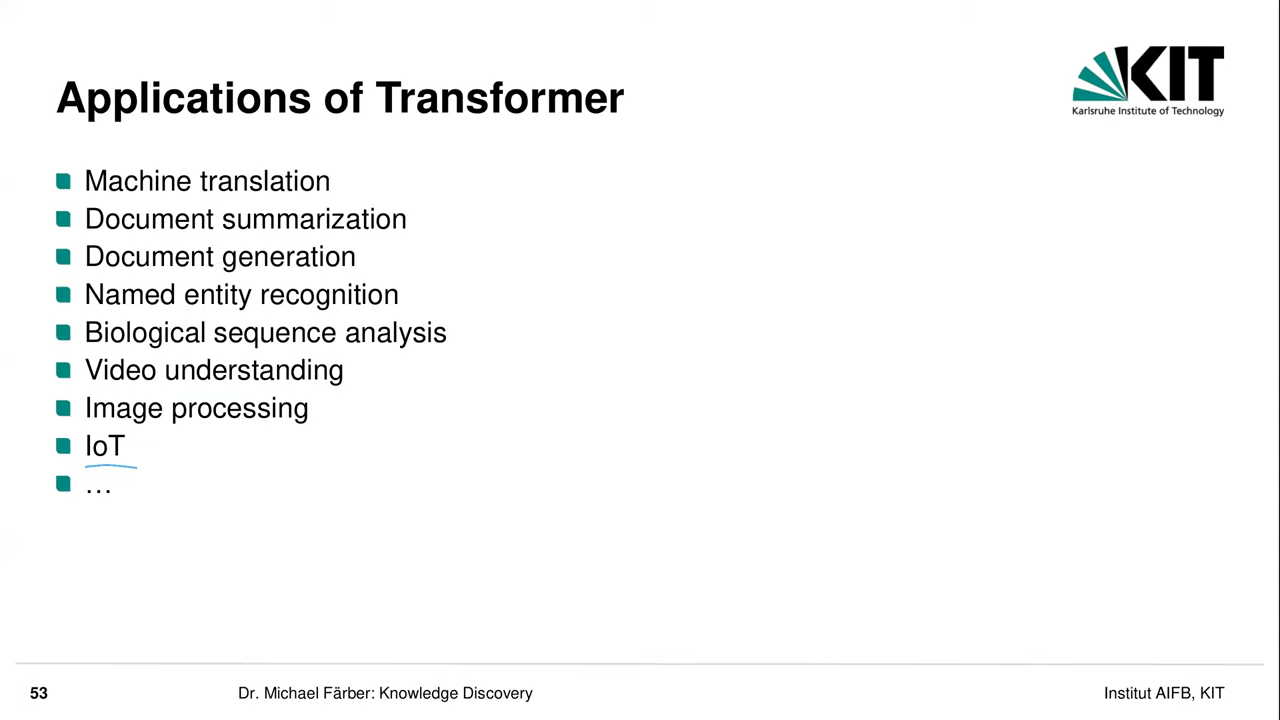 KIT
Karlsruhe Institute of Technology
Applications of Transformer
Machine translation
Document summarization
Document generation
Named entity recognition
Biological sequence analysis
Video understanding
Image processing
IoT
…
53 Dr. Michael Färber: Knowledge Discovery Institut AIFB, KIT